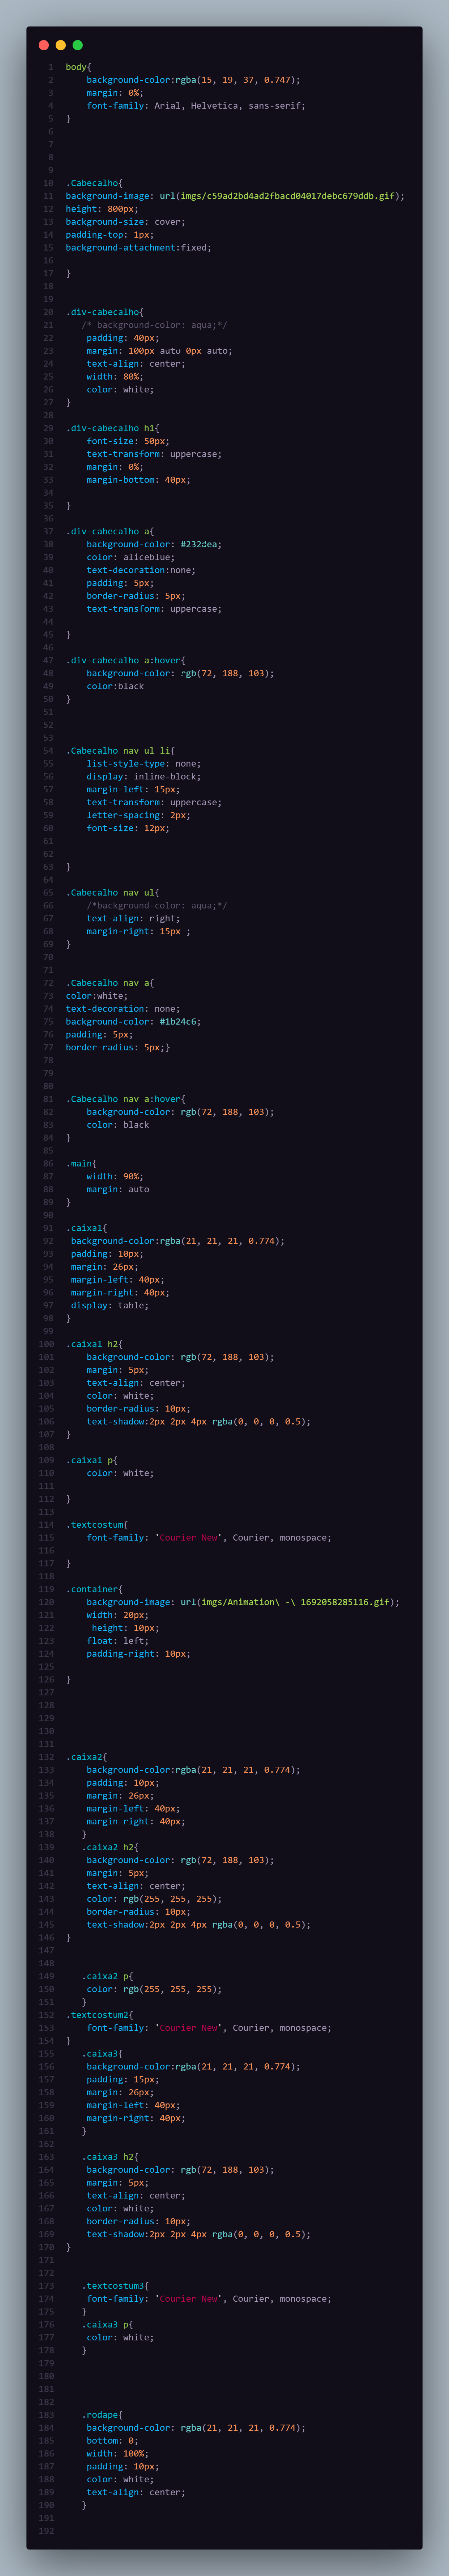 1 body{
2 background-color:rgba(15, 19, 37, 0.747);
3 margin: 0%;
4 font-family: Arial, Helvetica, sans-serif;
5 }
6
7
8
9
10 .Cabecalho{
11 background-image: url(imgs/c59ad2bd4ad2fbacd04017debc679ddb.gif);
12 height: 800px;
13 background-size: cover;
14 padding-top: 1px;
15 background-attachment:fixed;
16
17 }
18
19
20 .div-cabecalho{
21 /* background-color: aqua;*/
22 padding: 40px;
23 margin: 100px auto 0px auto;
24 text-align: center;
25 width: 80%;
26 color: white;
27 }
28
29 .div-cabecalho h1{
30 font-size: 50px;
31 text-transform: uppercase;
32 margin: 0%;
33 margin-bottom: 40px;
34
35 }
36
37 .div-cabecalho a{
38 background-color:
39 color: aliceblue;
40 text-decoration:none;
41 padding: 5px;
42 border-radius: 5px;
43 text-transform: uppercase;
44
45 }
46
47 .div-cabecalho a:hover{
48 background-color: rgb(72, 188, 103);
49 color:black
50 }
51
52
53
54 .Cabecalho nav ul li{
55 list-style-type: none;
56 display: inline-block;
57 margin-left: 15px;
58 text-transform: uppercase;
59 letter-spacing: 2px;
60 font-size: 12px;
61
62
63 }
64
65 .Cabecalho nav ul{
66 /*background-color: aqua;*/
67 text-align: right;
68 margin-right: 15px ;
69 }
70
71
72 .Cabecalho nav a{
73 color:white;
74 text-decoration: none;
75 background-color: #1b24c6;
76 padding: 5px;
77 border-radius: 5px;}
78
79
80
81 .Cabecalho nav a:hover{
82 background-color: rgb(72, 188, 103);
83 color: black
84 }
85
86 .main{
87 width: 90%;
88 margin: auto
89 }
90
91 .caixa1{
92 background-color:rgba(21, 21, 21, 0.774);
93 padding: 10px;
94 margin: 26px;
95 margin-left: 40px;
96 margin-right: 40px;
97 display: table;
98 }
99
100 .caixa1 h2{
101 background-color: rgb(72, 188, 103);
102 margin: 5px;
103 text-align: center;
104 color: white;
105 border-radius: 10px;
106 text-shadow:2px 2px 4px rgba(0, 0, 0, 0.5);
107 }
108
109 .caixa1 p{
110 color: white;
111
112 }
113
114 .textcostum{
115 font-family: 'Courier New', Courier, monospace;
116
117 }
118
119 .container{
120 background-image: url(imgs/Animation\ -\ 1692058285116.gif);
121 width: 20px;
122 height: 10px;
123 float: left;
124 padding-right: 10px;
125
126 }
127
128
129
130
131
132 .caixa2{
133 background-color:rgba(21, 21, 21, 0.774);
134 padding: 10px;
135 margin: 26px;
136 margin-left: 40px;
137 margin-right: 40px;
138 }
139 .caixa2 h2{
140 background-color: rgb(72, 188, 103);
141 margin: 5px;
142 text-align: center;
143 color: rgb(255, 255, 255);
144 border-radius: 10px;
145 text-shadow:2px 2px 4px rgba(0, 0, 0, 0.5);
146 }
147
148
149 .caixa2 p{
150 color: rgb(255, 255, 255);
151 }
152 .textcostum2{
153 font-family: 'Courier New', Courier, monospace;
154 }
155 .caixa3{
156 background-color:rgba(21, 21, 21, 0.774);
157 padding: 15px;
158 margin: 26px;
159 margin-left: 40px;
160 margin-right: 40px;
161 }
162
163 .caixa3 h2{
164 background-color: rgb(72, 188, 103);
165 margin: 5px;
166 text-align: center;
167 color: white;
168 border-radius: 10px;
169 text-shadow:2px 2px 4px rgba(0, 0, 0, 0.5);
170 }
171
172
173 .textcostum3{
174 font-family: 'Courier New', Courier, monospace;
175 }
176 .caixa3 p{
177 color: white;
178 }
179
180
181
182
183 .rodape{
184 background-color: rgba(21, 21, 21, 0.774);
185 bottom: 0;
186 width: 100%;
187 padding: 10px;
188 color: white;
189 text-align: center;
190 }
191
192